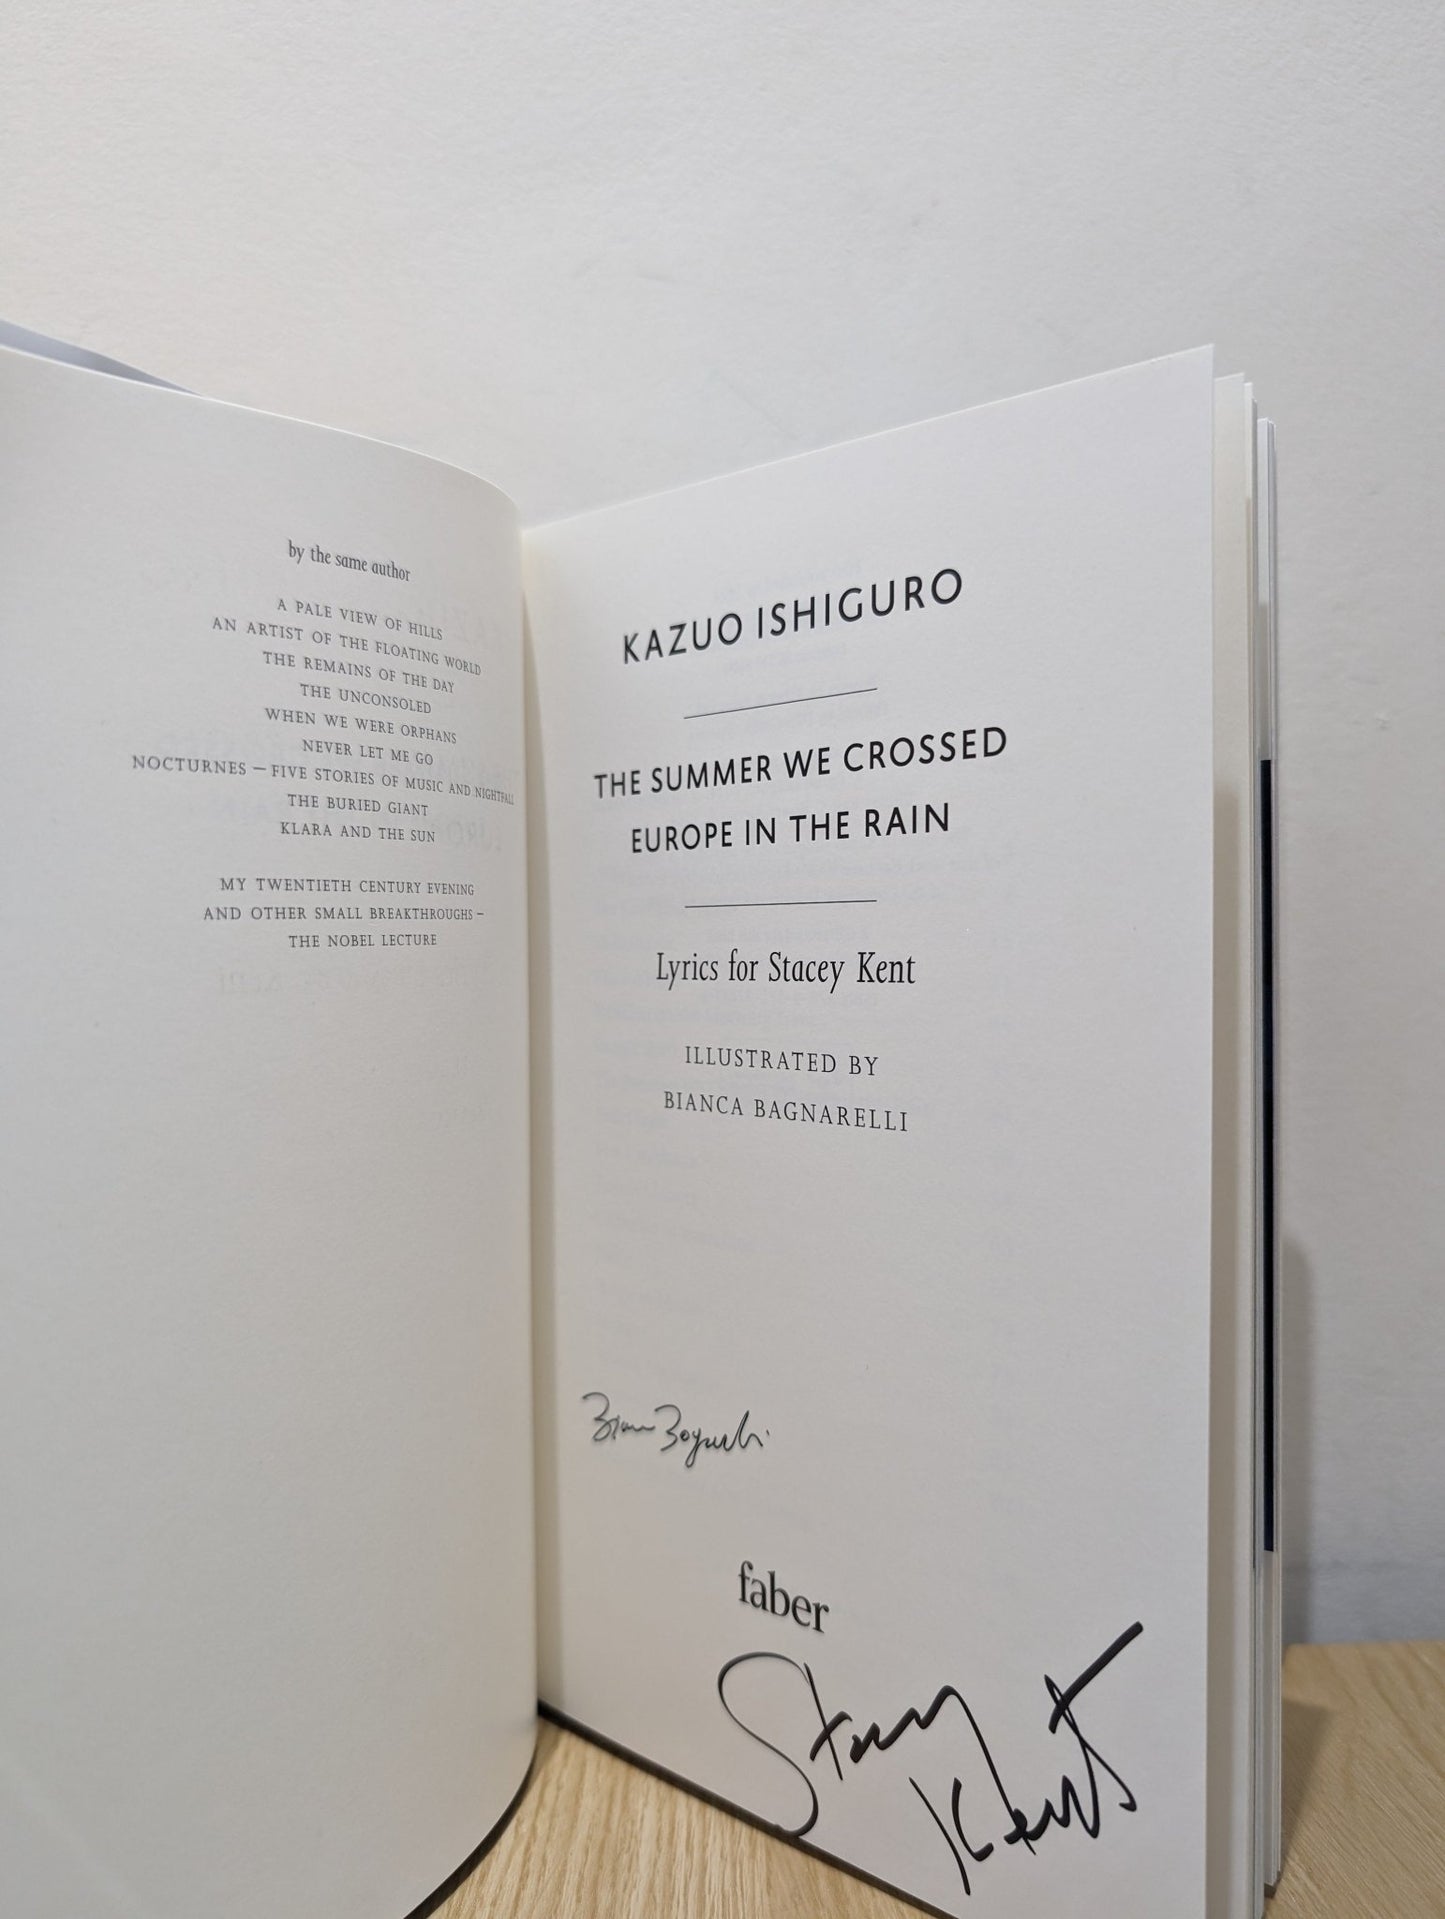 by the same author
A PALE VIEW OF HILLS
AN ARTIST OF THE FLOATING WORLD
THE REMAINS OF THE DAY
THE UNCONSOLED
WHEN WE WERE ORPHANS
NEVER LET ME GO
NOCTURNES – FIVE STORIES OF MUSIC AND NIGHTFALL
THE BURIED GIANT
KLARA AND THE SUN
MY TWENTIETH CENTURY EVENING
AND OTHER SMALL BREAKTHROUGHS –
THE NOBEL LECTURE
KAZUO ISHIGURO
THE SUMMER WE CROSSED
EUROPE IN THE RAIN
Lyrics for Stacey Kent
ILLUSTRATED BY
BIANCA BAGNARELLI
faber
Stacey
Kent